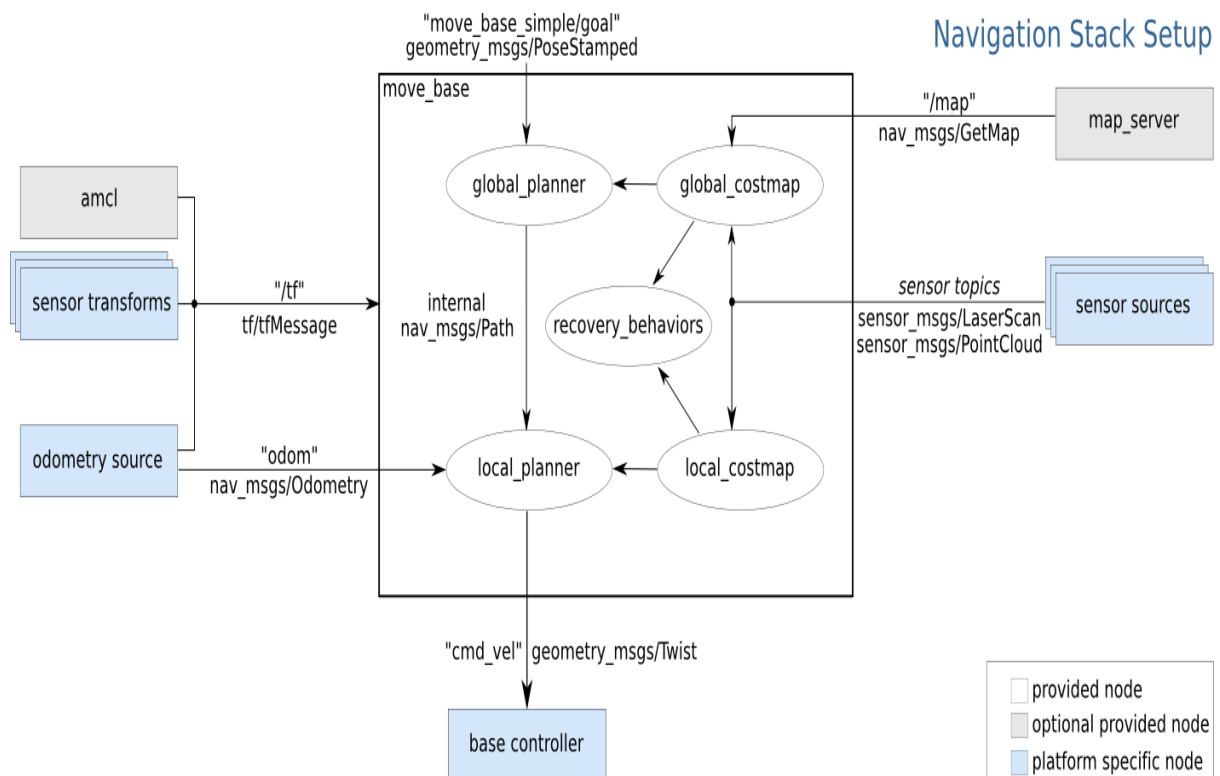 Navigation Stack Setup
"move_base_simple/goal"
geometry_msgs/PoseStamped
move_base
"/map"
nav_msgs/GetMap
map_server
amcl
global_planner
global_costmap
sensor transforms
"/tf"
tf/tfMessage
internal
nav_msgs/Path
recovery_behaviors
sensor topics
sensor_msgs/LaserScan
sensor_msgs/PointCloud
sensor sources
odometry source
"odom"
nav_msgs/Odometry
local_planner
local_costmap
"cmd_vel" geometry_msgs/Twist
base controller
provided node
optional provided node
platform specific node